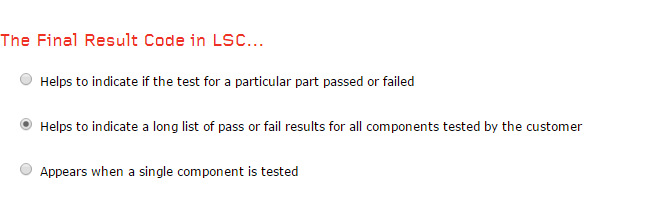 The Final Result Code in LSC...
Helps to indicate if the test for a particular part passed or failed
Helps to indicate a long list of pass or fail results for all components tested by the customer
Appears when a single component is tested